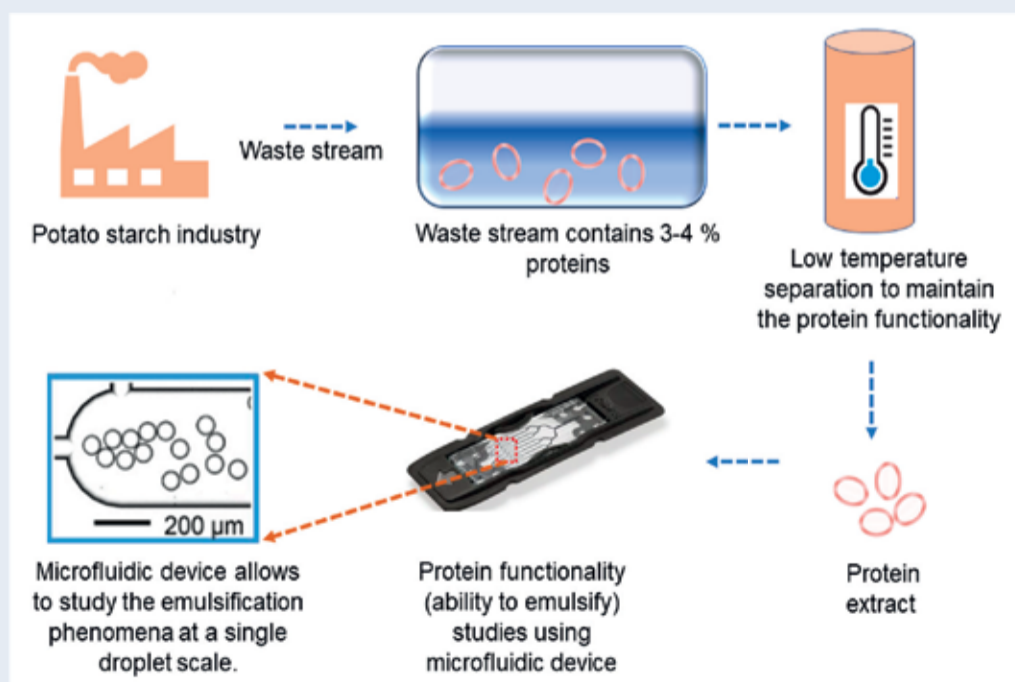 Potato starch industry
Waste stream
Waste stream contains 3-4 %
proteins
Low temperature
separation to maintain
the protein functionality
200 µm
Microfluidic device allows
to study the emulsification
phenomena at a single
droplet scale.
Protein functionality
(ability to emulsify)
studies using
microfluidic device
Protein
extract